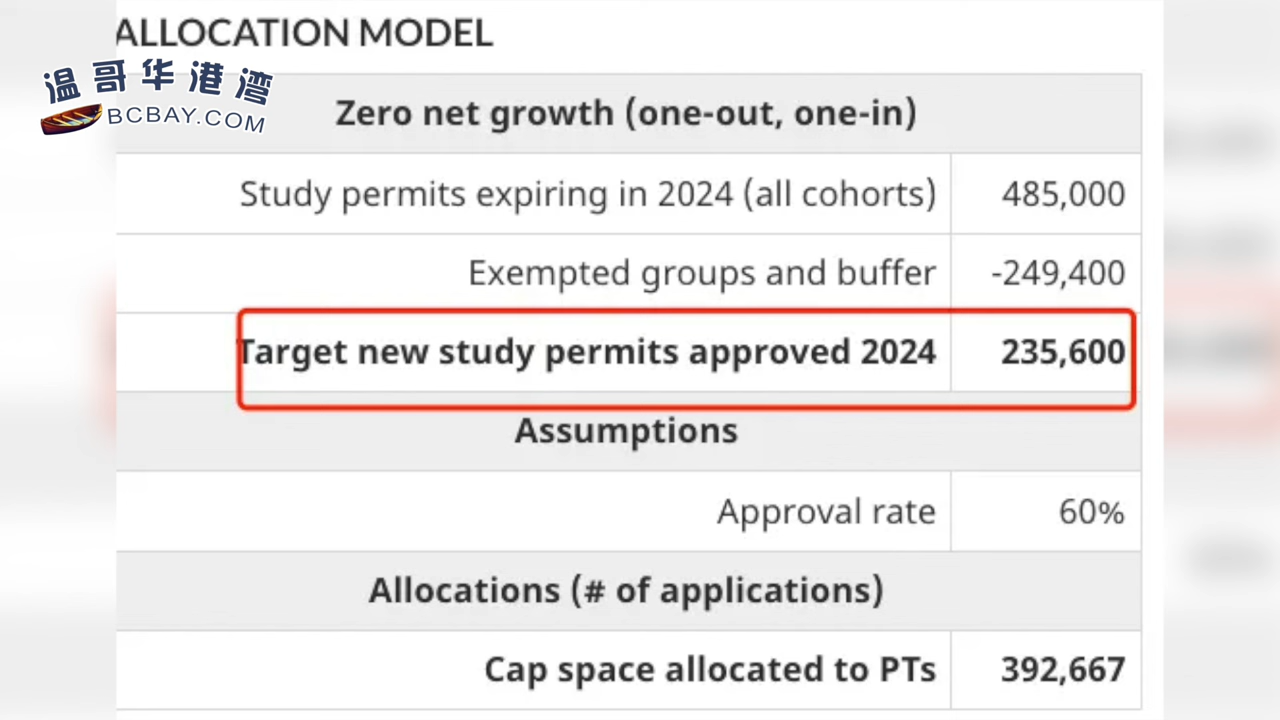 ALLOCATION MODEL
温哥华港湾
BCBAY.COM
Zero net growth (one-out, one-in)
Study permits expiring in 2024 (all cohorts) 485,000
Exempted groups and buffer -249,400
Target new study permits approved 2024 235,600
Assumptions
Approval rate 60%
Allocations (# of applications)
Cap space allocated to PTs 392,667